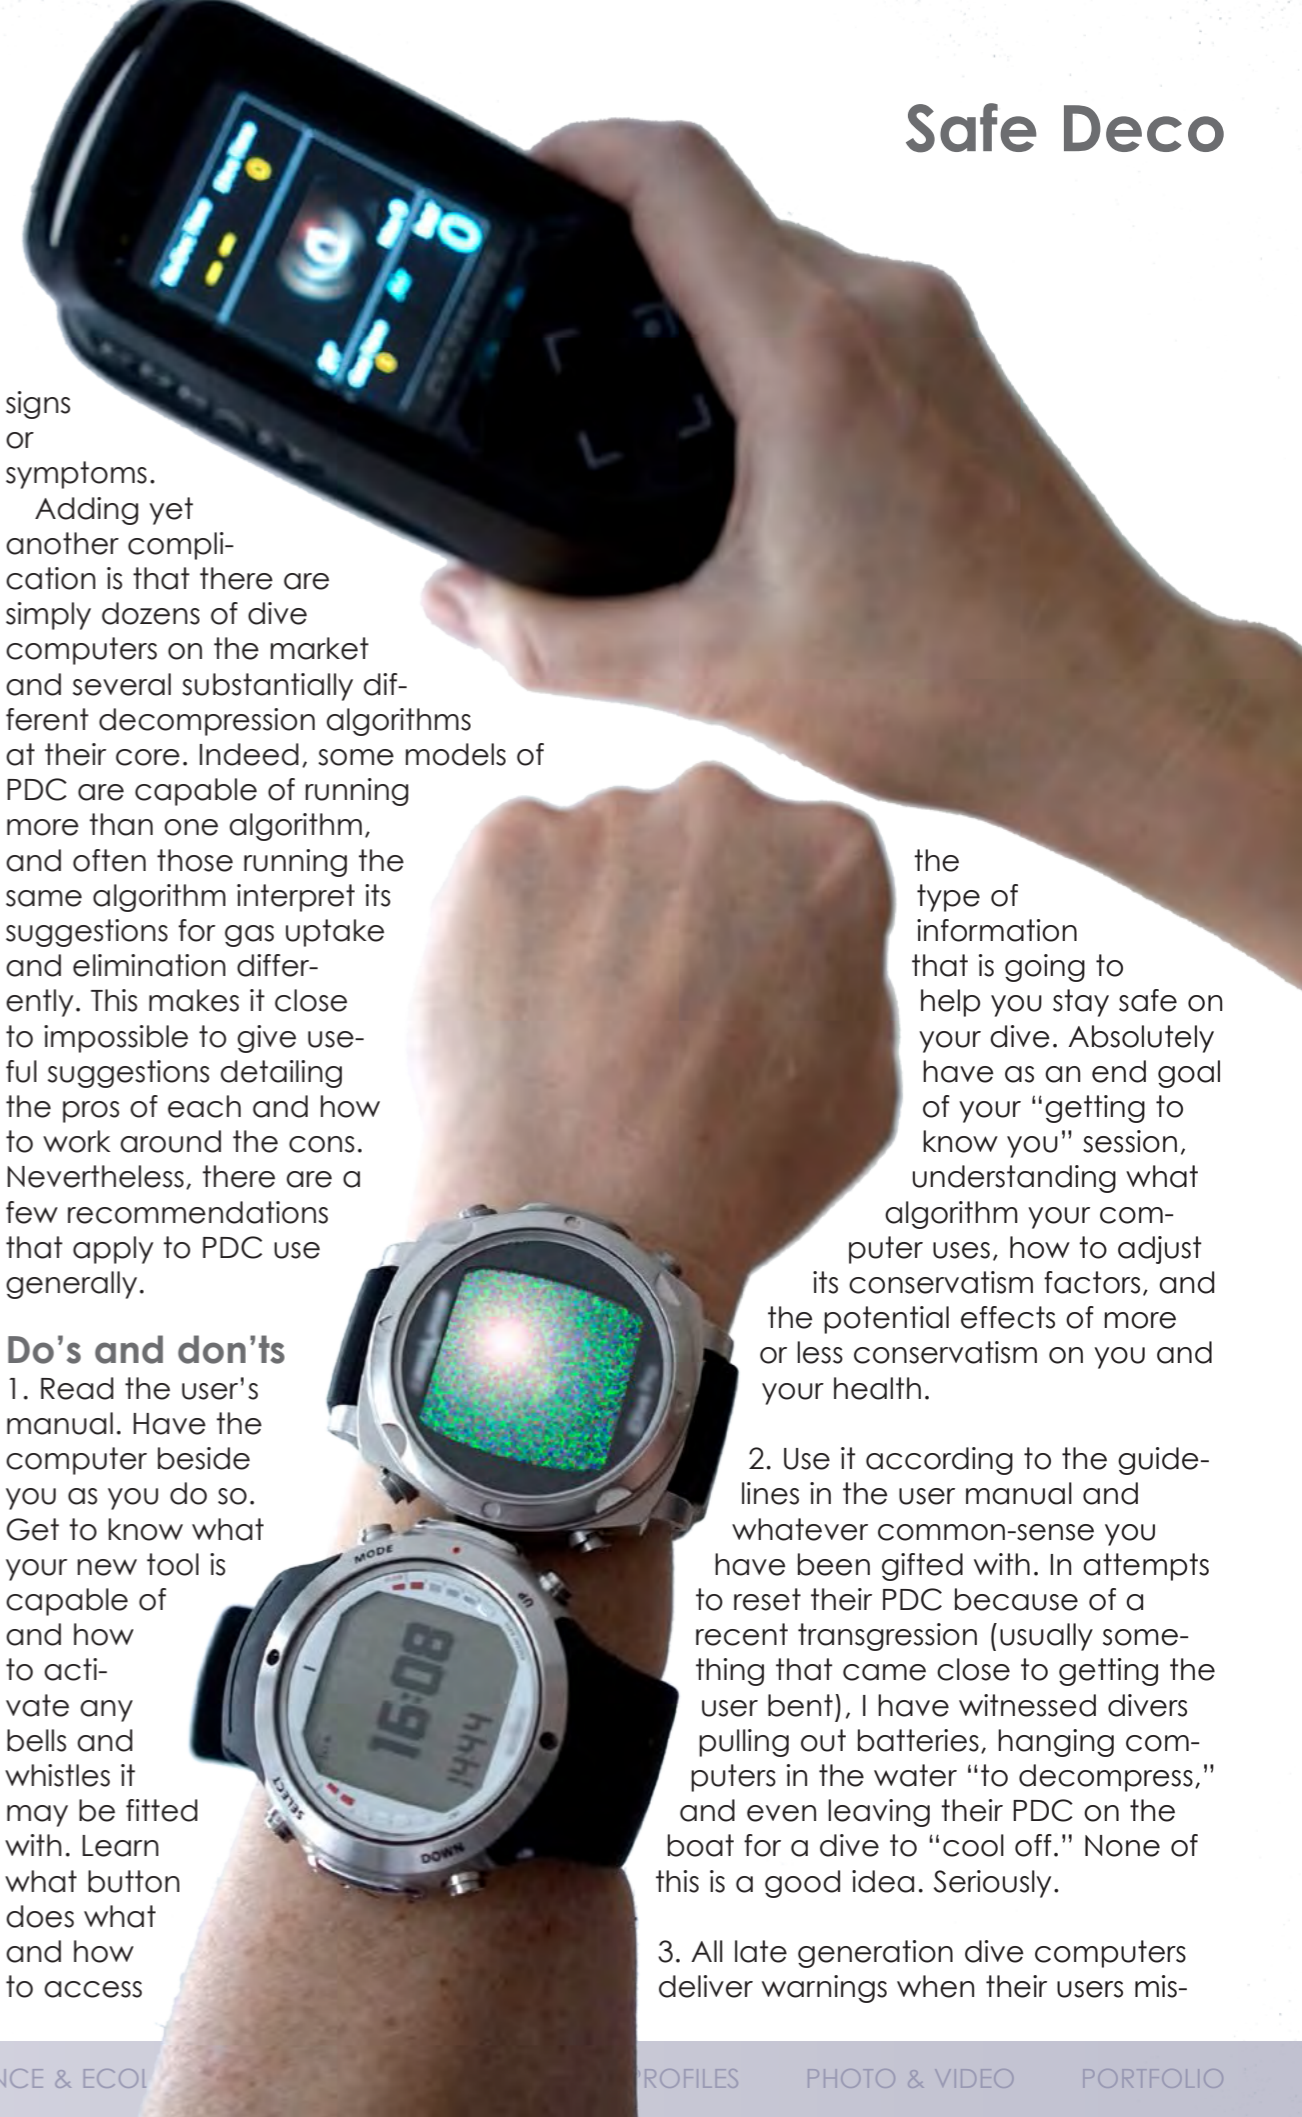 Safe Deco
signs
or
symptoms.
Adding yet
another compli-
cation is that there are
simply dozens of dive
computers on the market
and several substantially dif-
ferent decompression algorithms
at their core. Indeed, some models of
PDC are capable of running
more than one algorithm,
and often those running the
same algorithm interpret its
suggestions for gas uptake
and elimination differ-
ently. This makes it close
to impossible to give use-
ful suggestions detailing
the pros of each and how
to work around the cons.
Nevertheless, there are a
few recommendations
that apply to PDC use
generally.
Do’s and don’ts
1. Read the user’s
manual. Have the
computer beside
you as you do so.
Get to know what
your new tool is
capable of
and how
to acti-
vate any
bells and
whistles it
may be fitted
with. Learn
what button
does what
and how
to access
the
type of
information
that is going to
help you stay safe on
your dive. Absolutely
have as an end goal
of your “getting to
know you” session,
understanding what
algorithm your com-
puter uses, how to adjust
its conservatism factors, and
the potential effects of more
or less conservatism on you and
your health.
2. Use it according to the guide-
lines in the user manual and
whatever common-sense you
have been gifted with. In attempts
to reset their PDC because of a
recent transgression (usually some-
thing that came close to getting the
user bent), I have witnessed divers
pulling out batteries, hanging com-
puters in the water “to decompress,”
and even leaving their PDC on the
boat for a dive to “cool off.” None of
this is a good idea. Seriously.
3. All late generation dive computers
deliver warnings when their users mis-
MODE
UP
16:08
14:44
SELECT
DOWN
NCE & ECOL
PROFILES
PHOTO & VIDEO
PORTFOLIO